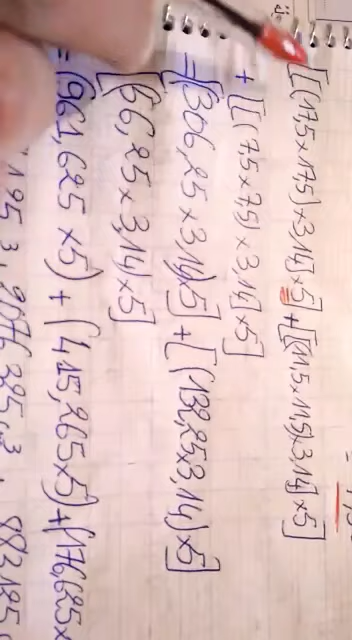 [[(17,5 x 17,5) x 3,14] x 5] + [[(11,5 x 11,5) x 3,14] x 5]
+ [[(7,5 x 7,5) x 3,14] x 5]
= [(306,25 x 3,14) x 5] + [(132,25 x 3,14) x 5]
[(66,25 x 3,14) x 5]
= (961,625 x 5) + (415,265 x 5) + (176,625 x